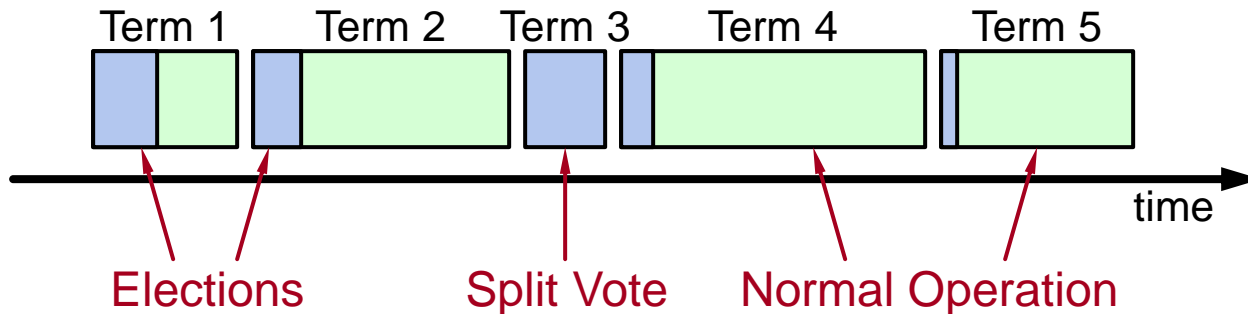 Term 1 Term 2 Term 3 Term 4 Term 5
time
Elections Split Vote Normal Operation